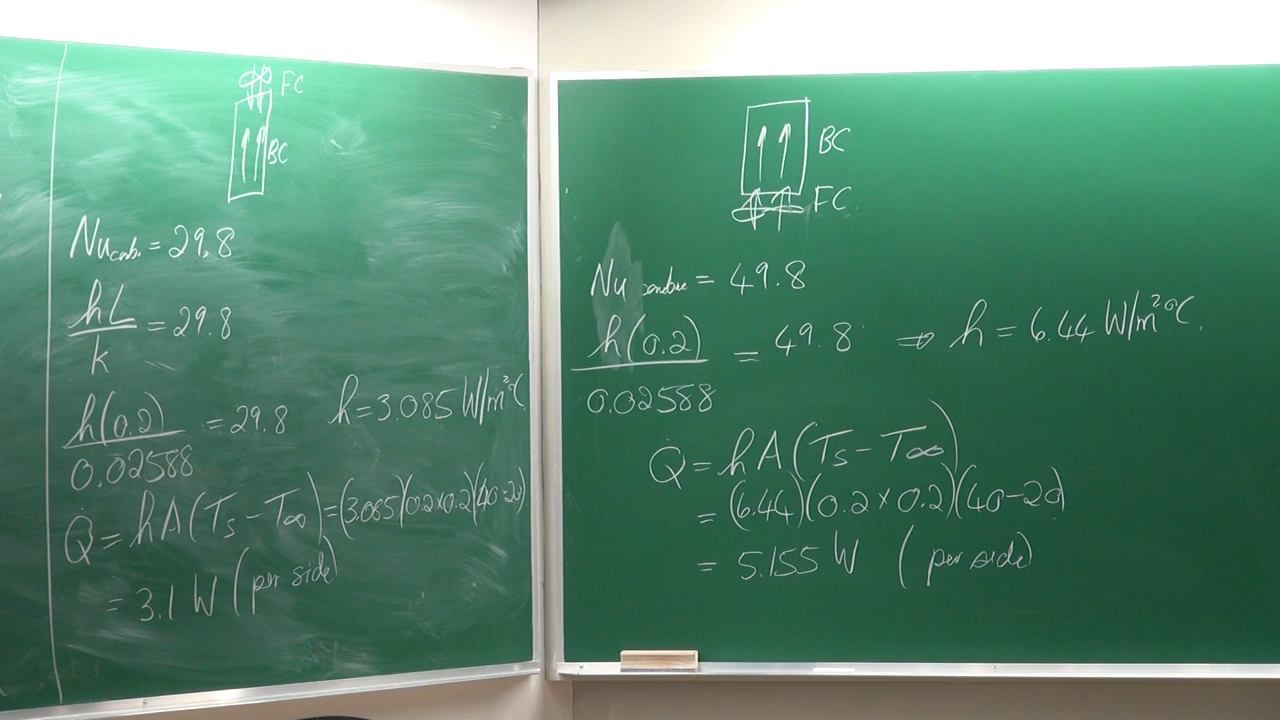 FC
BC
Nu comb. = 29.8
hL/k = 29.8
h(0.2)/0.02588 = 29.8 h = 3.085 W/m²°C
Q̇ = hA(Ts - T∞) = (3.085)(0.2×0.2)(40-20)
= 3.1 W (per side)
BC
FC
Nu = 49.8
h(0.2)/0.02588 = 49.8 ⇒ h = 6.44 W/m²°C.
Q̇ = hA(Ts - T∞)
= (6.44)(0.2×0.2)(40-20)
= 5.155 W (per side)